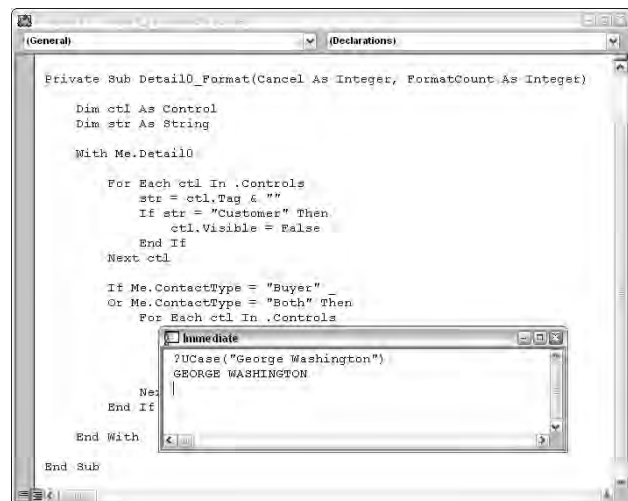 (General)
(Declarations)
Private Sub Detail0_Format(Cancel As Integer, FormatCount As Integer)
Dim ctl As Control
Dim str As String
With Me.Detail0
For Each ctl In .Controls
str = ctl.Tag & ""
If str = "Customer" Then
ctl.Visible = False
End If
Next ctl
If Me.ContactType = "Buyer" _
Or Me.ContactType = "Both" Then
For Each ctl In .Controls
Immediate
?UCase("George Washington")
GEORGE WASHINGTON
End If
End With
End Sub